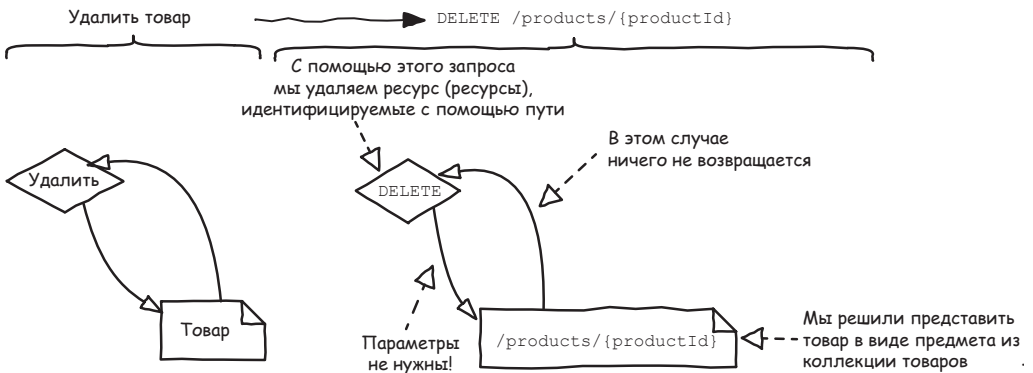 Удалить товар
DELETE /products/{productId}
С помощью этого запроса
мы удаляем ресурс (ресурсы),
идентифицируемые с помощью пути
В этом случае
ничего не возвращается
Удалить
DELETE
Товар
Параметры
не нужны!
/products/{productId}
Мы решили представить
товар в виде предмета из
коллекции товаров